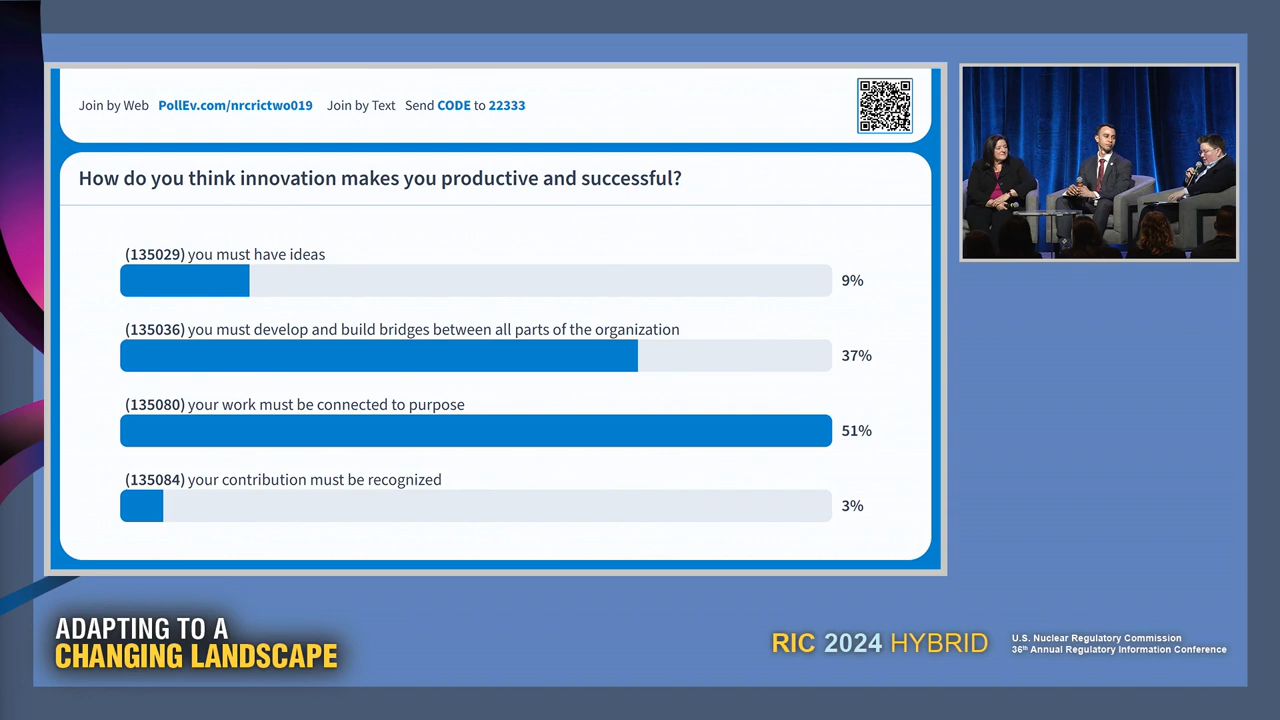 Join by Web PollEv.com/nrcrictwo019 Join by Text Send CODE to 22333
How do you think innovation makes you productive and successful?
(135029) you must have ideas
9%
(135036) you must develop and build bridges between all parts of the organization
37%
(135080) your work must be connected to purpose
51%
(135084) your contribution must be recognized
3%
ADAPTING TO A
CHANGING LANDSCAPE
RIC 2024 HYBRID
U.S. Nuclear Regulatory Commission
36th Annual Regulatory Information Conference